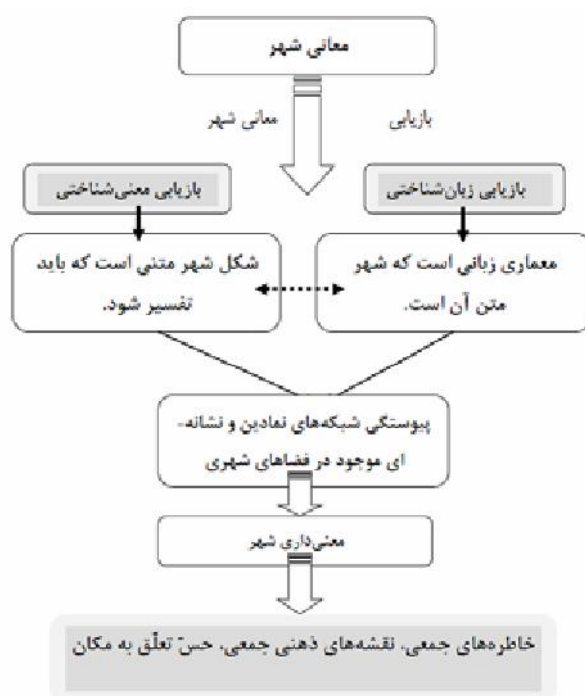 معانی شهر
بازیابی معانی شهر
بازیابی زبان‌شناختی
بازیابی معنی‌شناختی
معماری زبانی است که شهر
متن آن است.
شکل شهر متنی است که باید
تفسیر شود.
پیوستگی شبکه‌های نمادین و نشانه-
ای موجود در فضاهای شهری
معنی‌داری شهر
خاطره‌های جمعی، نقشه‌های ذهنی جمعی، حسّ تعلّق به مکان